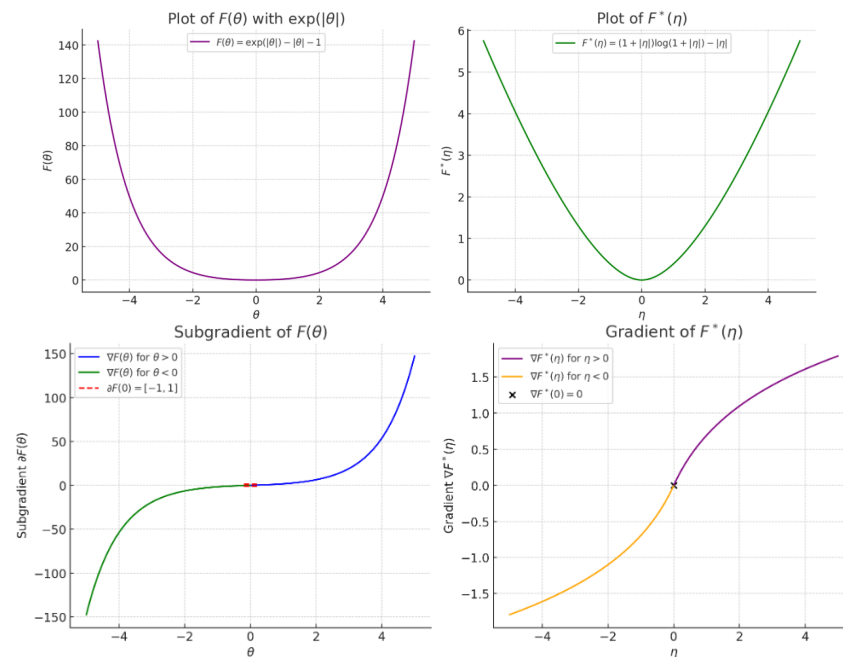 Plot of F(θ) with exp(|θ|)
F(θ) = exp(|θ|) − |θ| − 1
140
120
100
80
60
40
20
0
F(θ)
−4
−2
0
2
4
θ
Plot of F*(η)
F*(η) = (1 + |η|)log(1 + |η|) − |η|
6
5
4
3
2
1
0
F*(η)
−4
−2
0
2
4
η
Subgradient of F(θ)
∇F(θ) for θ > 0
∇F(θ) for θ < 0
∂F(0) = [−1, 1]
150
100
50
0
−50
−100
−150
Subgradient ∂F(θ)
−4
−2
0
2
4
θ
Gradient of F*(η)
∇F*(η) for η > 0
∇F*(η) for η < 0
∇F*(0) = 0
1.5
1.0
0.5
0.0
−0.5
−1.0
−1.5
Gradient ∇F*(η)
−4
−2
0
2
4
η